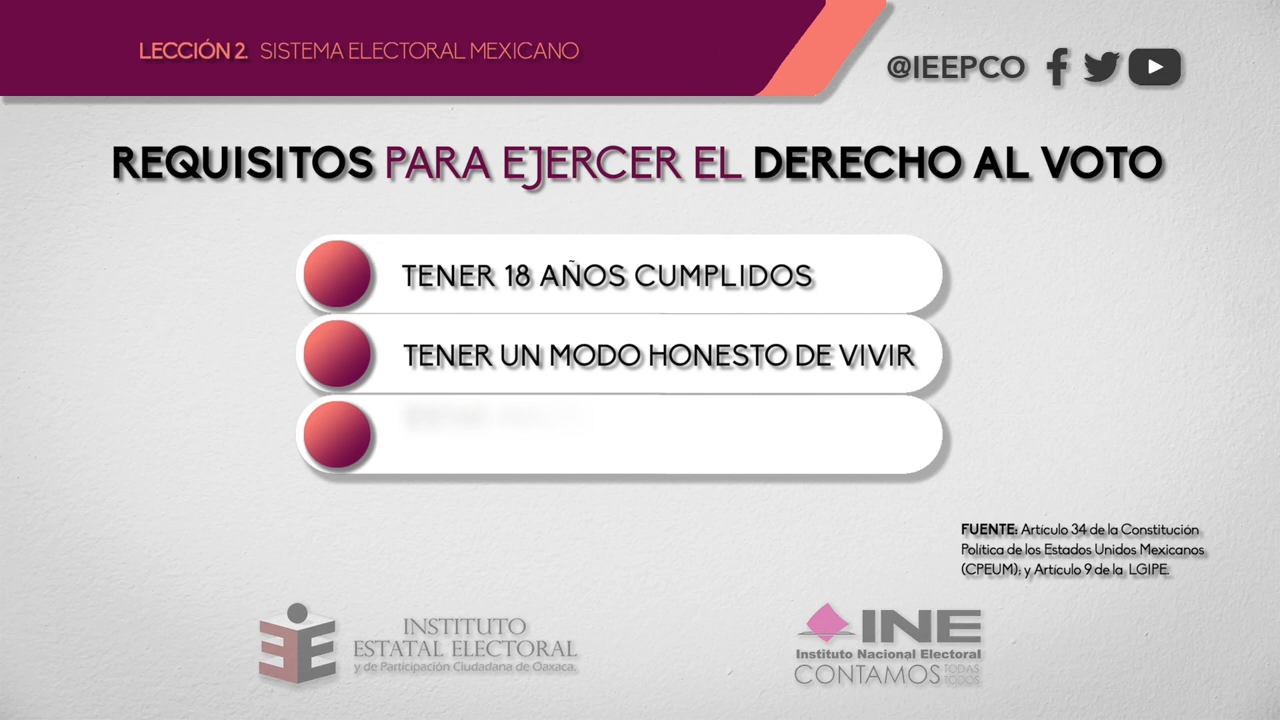 LECCIÓN 2. SISTEMA ELECTORAL MEXICANO
@IEEPCO
REQUISITOS PARA EJERCER EL DERECHO AL VOTO
TENER 18 AÑOS CUMPLIDOS
TENER UN MODO HONESTO DE VIVIR
FUENTE: Artículo 34 de la Constitución
Política de los Estados Unidos Mexicanos
(CPEUM); y Artículo 9 de la LGIPE.
INSTITUTO
ESTATAL ELECTORAL
y de Participación Ciudadana de Oaxaca.
INE
Instituto Nacional Electoral
CONTAMOS TODAS
TODOS